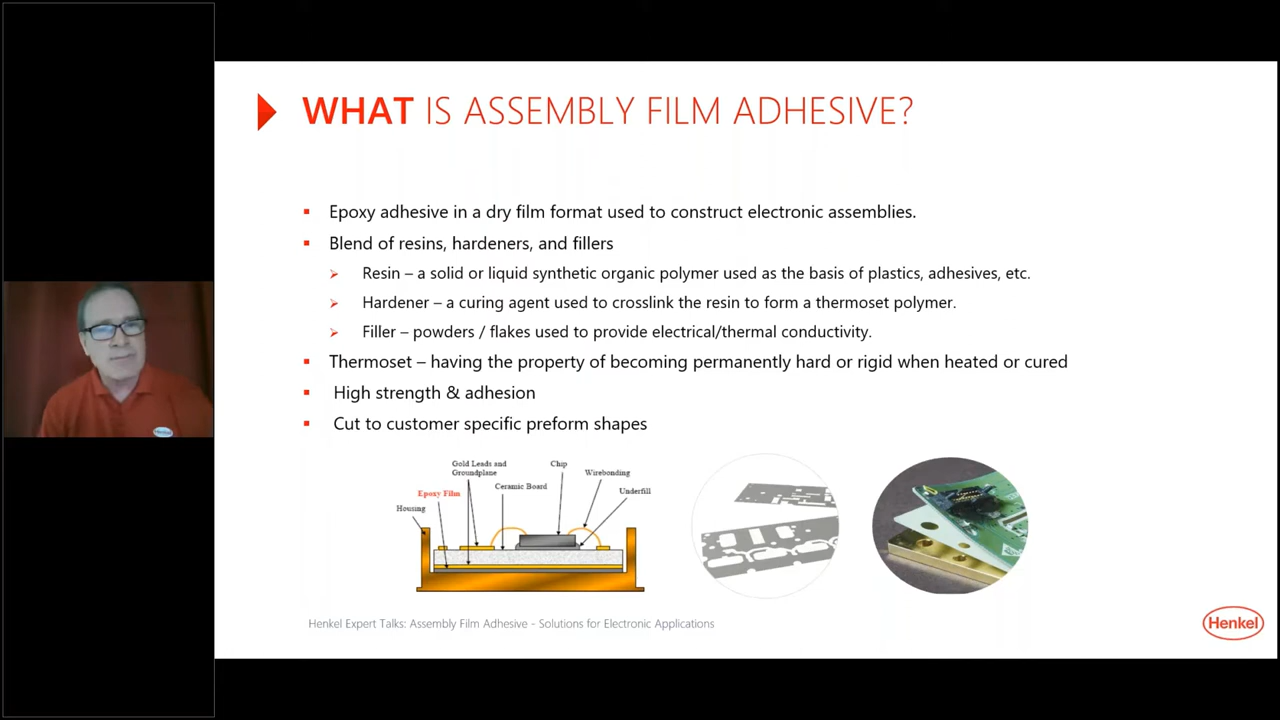 WHAT IS ASSEMBLY FILM ADHESIVE?
Epoxy adhesive in a dry film format used to construct electronic assemblies.
Blend of resins, hardeners, and fillers
Resin – a solid or liquid synthetic organic polymer used as the basis of plastics, adhesives, etc.
Hardener – a curing agent used to crosslink the resin to form a thermoset polymer.
Filler – powders / flakes used to provide electrical/thermal conductivity.
Thermoset – having the property of becoming permanently hard or rigid when heated or cured
High strength & adhesion
Cut to customer specific preform shapes
Gold Leads and
Groundplane
Chip
Wirebonding
Ceramic Board
Underfill
Epoxy Film
Housing
Henkel Expert Talks: Assembly Film Adhesive - Solutions for Electronic Applications
Henkel
Henkel